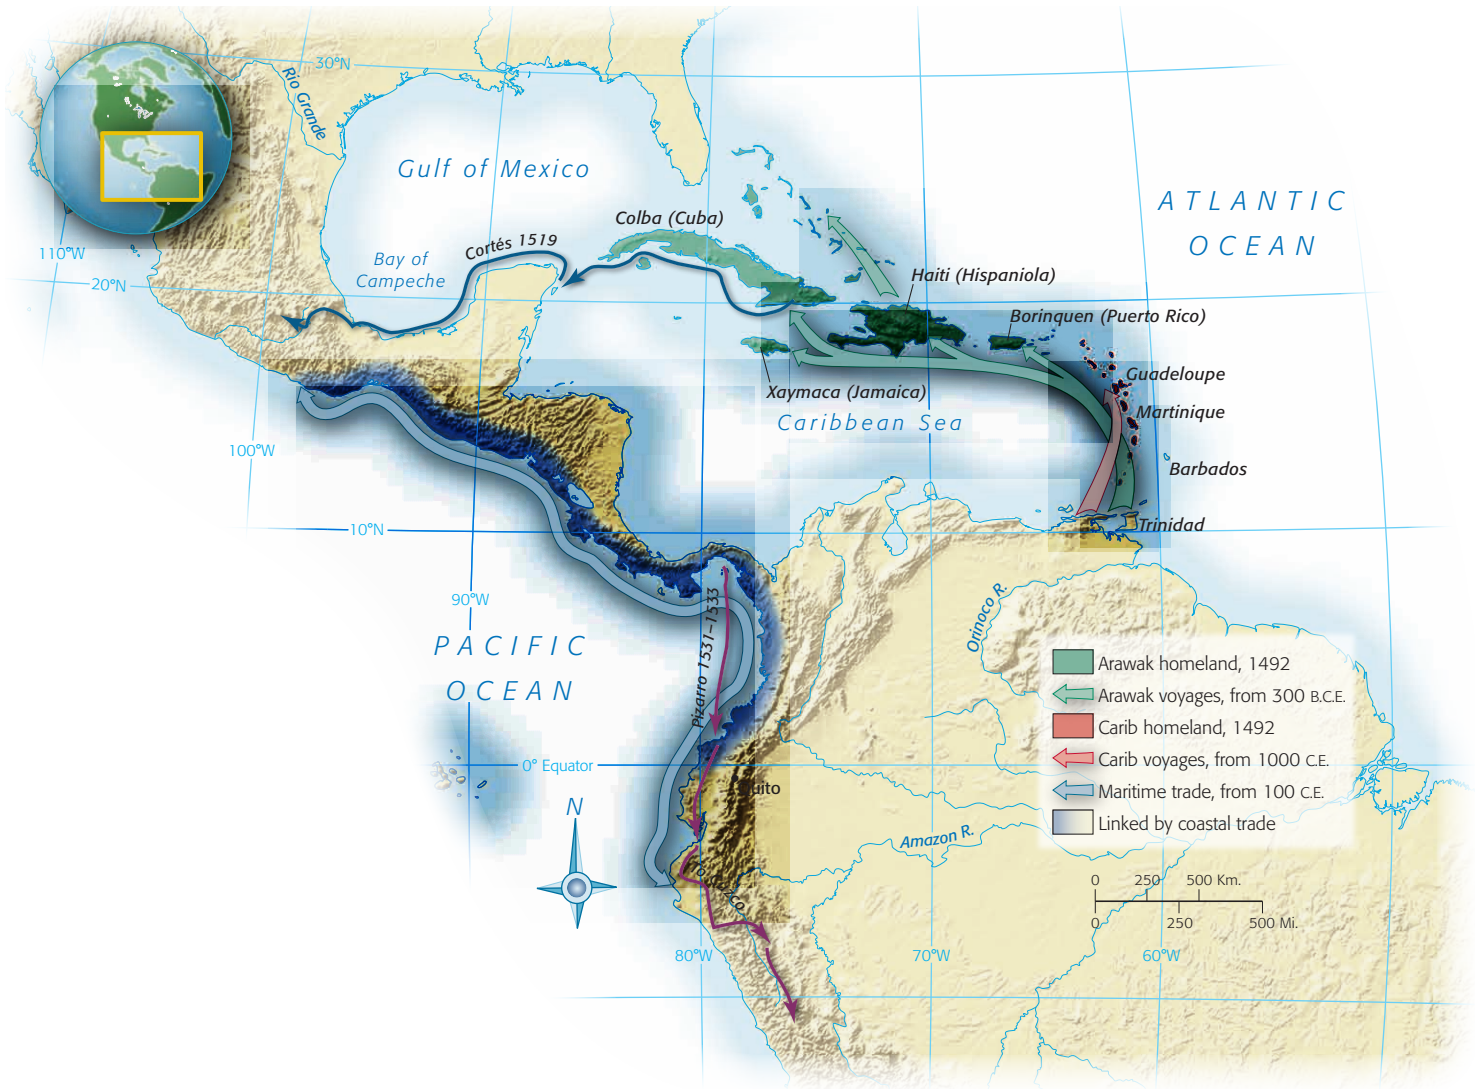 30°N
Rio Grande
Gulf of Mexico
ATLANTIC
OCEAN
Colba (Cuba)
Cortés 1519
110°W
Bay of
Campeche
20°N
Haiti (Hispaniola)
Borinquen (Puerto Rico)
Guadeloupe
Xaymaca (Jamaica)
Martinique
Caribbean Sea
100°W
Barbados
10°N
Trinidad
90°W
Orinoco R.
PACIFIC
OCEAN
Pizarro 1531–1533
Arawak homeland, 1492
Arawak voyages, from 300 B.C.E.
Carib homeland, 1492
Carib voyages, from 1000 C.E.
Maritime trade, from 100 C.E.
Linked by coastal trade
0° Equator
N
Amazon R.
0 250 500 Km.
0 250 500 Mi.
80°W
70°W
60°W